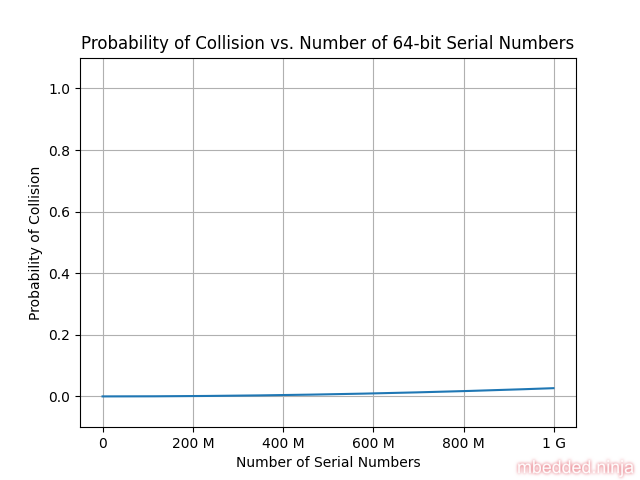 Probability of Collision vs. Number of 64-bit Serial Numbers
1.0
0.8
0.6
0.4
0.2
0.0
Probability of Collision
0 200 M 400 M 600 M 800 M 1 G
Number of Serial Numbers
mbedded.ninja